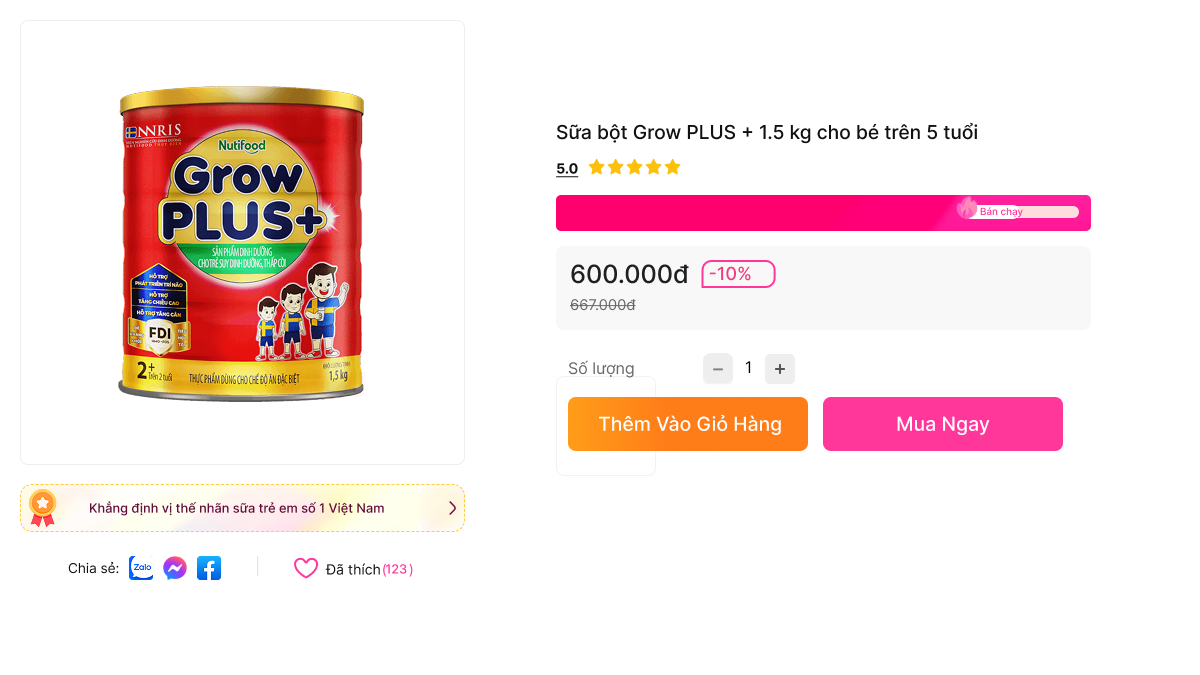 NNRIS
Nutifood
Grow
PLUS+
SẢN PHẨM DINH DƯỠNG
CHO TRẺ SUY DINH DƯỠNG, THẤP CÒI
HỖ TRỢ
PHÁT TRIỂN TRÍ NÃO
HỖ TRỢ
TĂNG CHIỀU CAO
HỖ TRỢ TĂNG CÂN
FDI
2+
Trên 2 tuổi
THỰC PHẨM DÙNG CHO CHẾ ĐỘ ĂN ĐẶC BIỆT
1,5 kg
Khẳng định vị thế nhãn sữa trẻ em số 1 Việt Nam
Chia sẻ:
Zalo
Đã thích (123)
Sữa bột Grow PLUS + 1.5 kg cho bé trên 5 tuổi
5.0
Bán chạy
600.000đ -10%
667.000đ
Số lượng − 1 +
Thêm Vào Giỏ Hàng
Mua Ngay